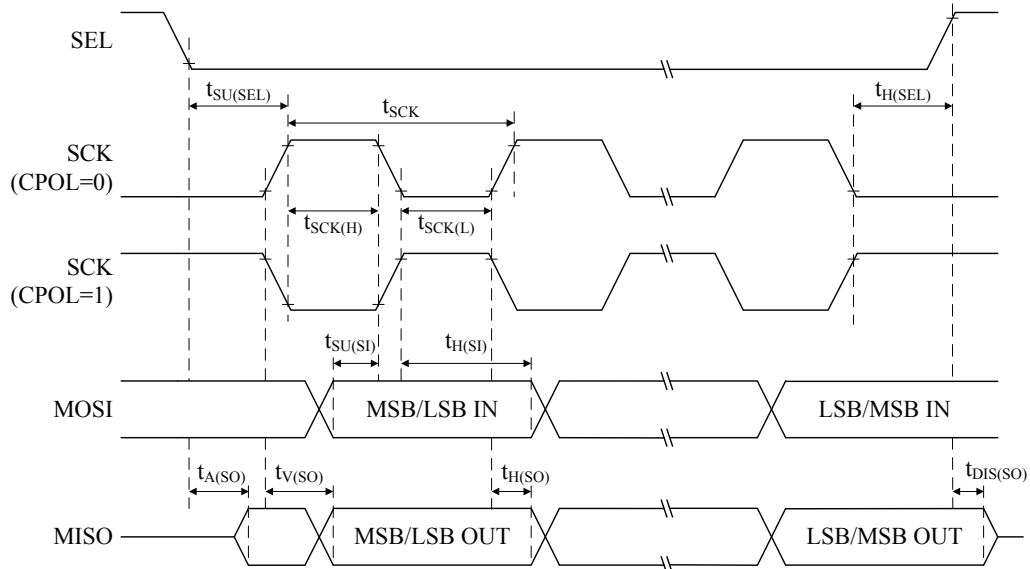 SEL
tSU(SEL)
tSCK
tH(SEL)
SCK
(CPOL=0)
tSCK(H)
tSCK(L)
SCK
(CPOL=1)
tSU(SI)
tH(SI)
MOSI
MSB/LSB IN
LSB/MSB IN
tA(SO)
tV(SO)
tH(SO)
tDIS(SO)
MISO
MSB/LSB OUT
LSB/MSB OUT